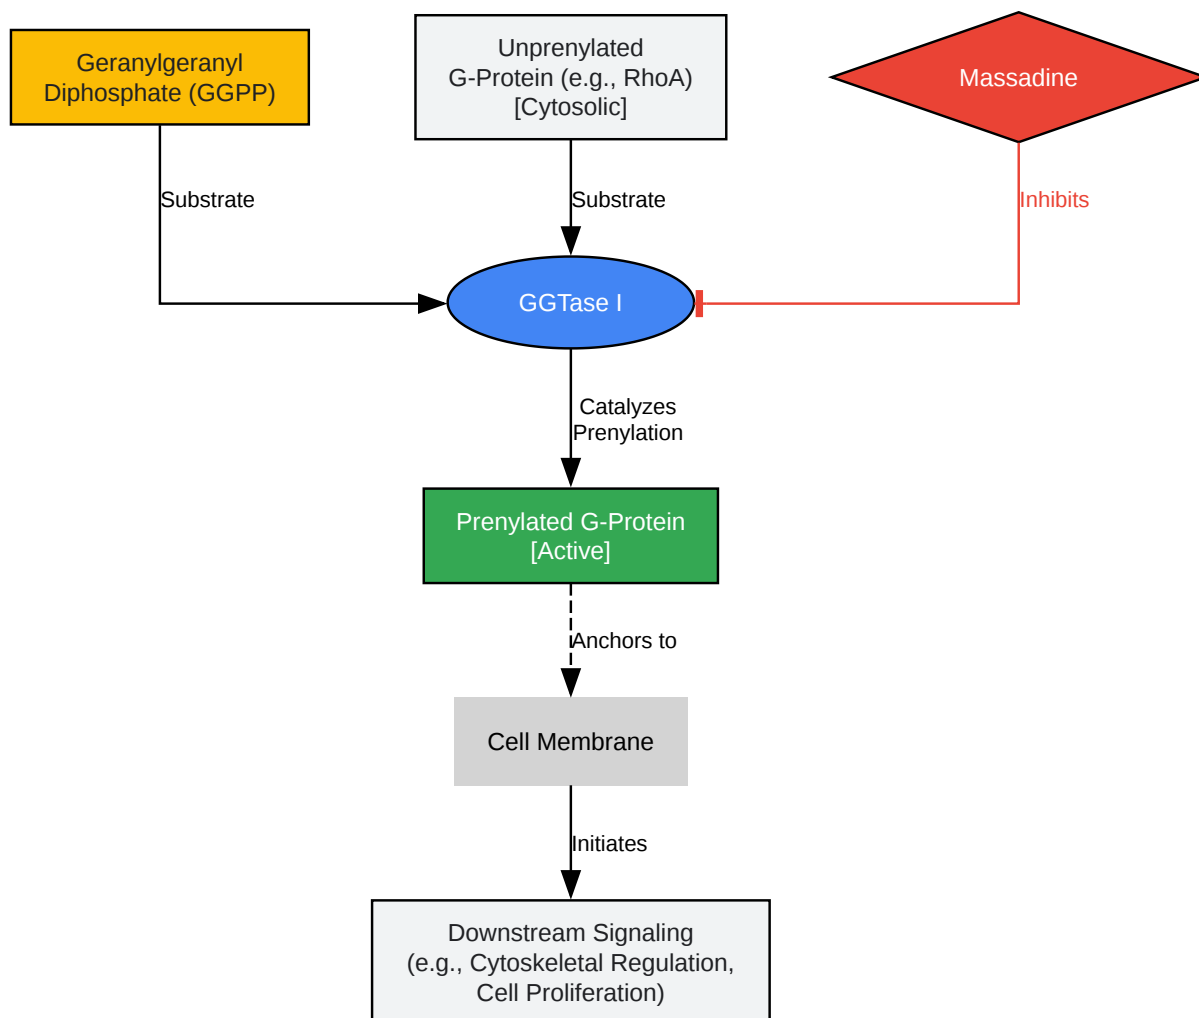 Geranylgeranyl
Diphosphate (GGPP)
Unprenylated
G-Protein (e.g., RhoA)
[Cytosolic]
Massadine
Substrate
Substrate
Inhibits
GGTase I
Catalyzes
Prenylation
Prenylated G-Protein
[Active]
Anchors to
Cell Membrane
Initiates
Downstream Signaling
(e.g., Cytoskeletal Regulation,
Cell Proliferation)